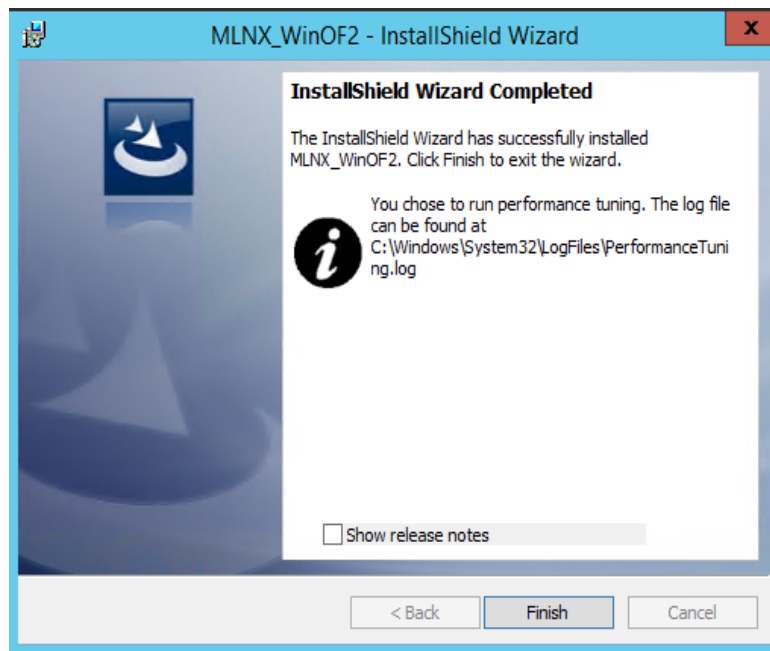 MLNX_WinOF2 - InstallShield Wizard
x
InstallShield Wizard Completed
The InstallShield Wizard has successfully installed
MLNX_WinOF2. Click Finish to exit the wizard.
You chose to run performance tuning. The log file
can be found at
C:\Windows\System32\LogFiles\PerformanceTuni
ng.log
Show release notes
< Back
Finish
Cancel